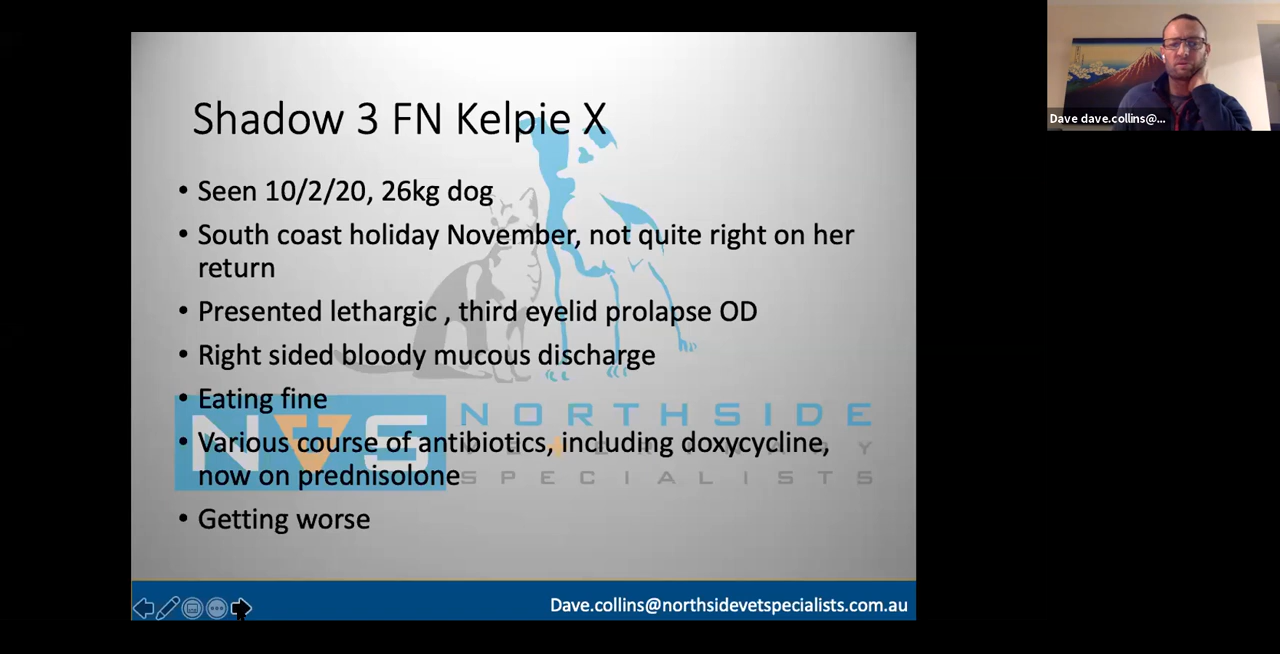 Shadow 3 FN Kelpie X
• Seen 10/2/20, 26kg dog
• South coast holiday November, not quite right on her
return
• Presented lethargic , third eyelid prolapse OD
• Right sided bloody mucous discharge
• Eating fine
• Various course of antibiotics, including doxycycline,
now on prednisolone
• Getting worse
NVS
NORTHSIDE
VETERINARY
SPECIALISTS
Dave.collins@northsidevetspecialists.com.au
Dave dave.collins@...